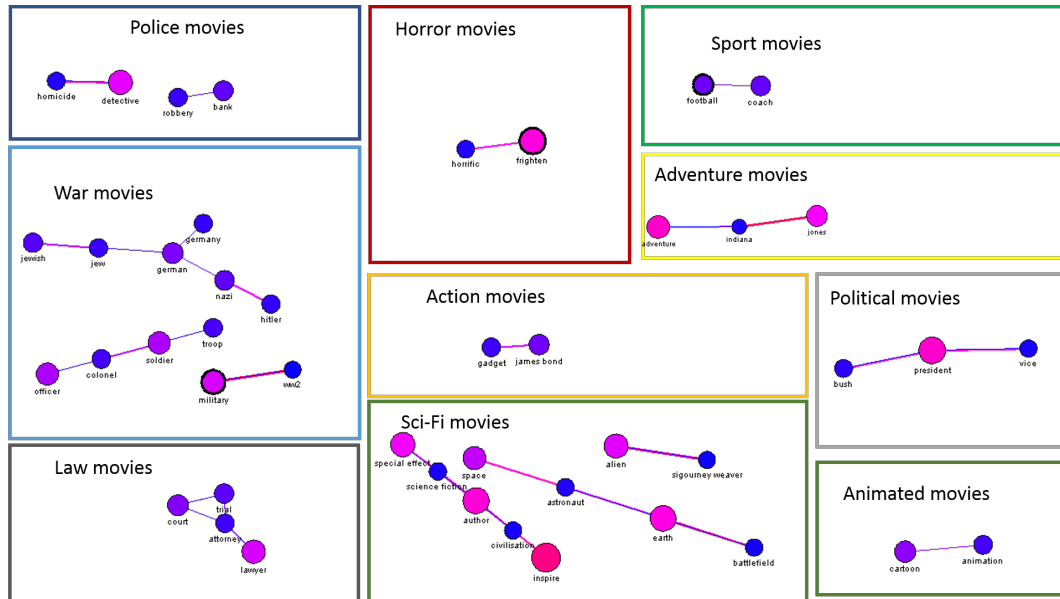 Police movies
homicide
detective
robbery
bank
Horror movies
horrific
frighten
Sport movies
football
coach
War movies
jewish
jew
german
germany
nazi
hitler
officer
colonel
soldier
troop
military
ww2
Adventure movies
adventure
indiana
jones
Action movies
gadget
james bond
Political movies
bush
president
vice
Law movies
court
trial
attorney
lawyer
Sci-Fi movies
special effect
science fiction
space
author
civilisation
inspire
astronaut
earth
battlefield
alien
sigourney weaver
Animated movies
cartoon
animation